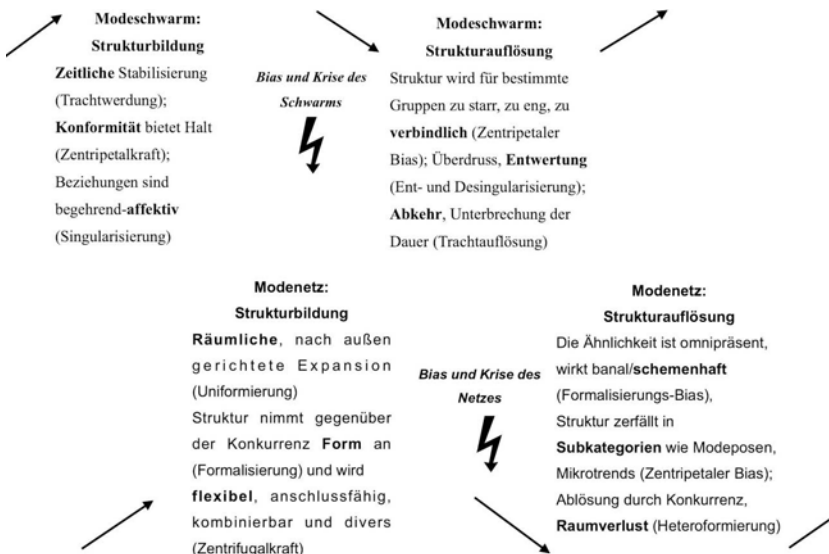 Modeschwarm:
Strukturbildung
Zeitliche Stabilisierung
(Trachtwerdung);
Konformität bietet Halt
(Zentripetalkraft);
Beziehungen sind
begehrend-affektiv
(Singularisierung)
Bias und Krise des
Schwarms
Modeschwarm:
Strukturauflösung
Struktur wird für bestimmte
Gruppen zu starr, zu eng, zu
verbindlich (Zentripetaler
Bias); Überdruss, Entwertung
(Ent- und Desingularisierung);
Abkehr, Unterbrechung der
Dauer (Trachtauflösung)
Modenetz:
Strukturbildung
Räumliche, nach außen
gerichtete Expansion
(Uniformierung)
Struktur nimmt gegenüber
der Konkurrenz Form an
(Formalisierung) und wird
flexibel, anschlussfähig,
kombinierbar und divers
(Zentrifugalkraft)
Bias und Krise des
Netzes
Modenetz:
Strukturauflösung
Die Ähnlichkeit ist omnipräsent,
wirkt banal/schemenhaft
(Formalisierungs-Bias),
Struktur zerfällt in
Subkategorien wie Modeposen,
Mikrotrends (Zentripetaler Bias);
Ablösung durch Konkurrenz,
Raumverlust (Heteroformierung)